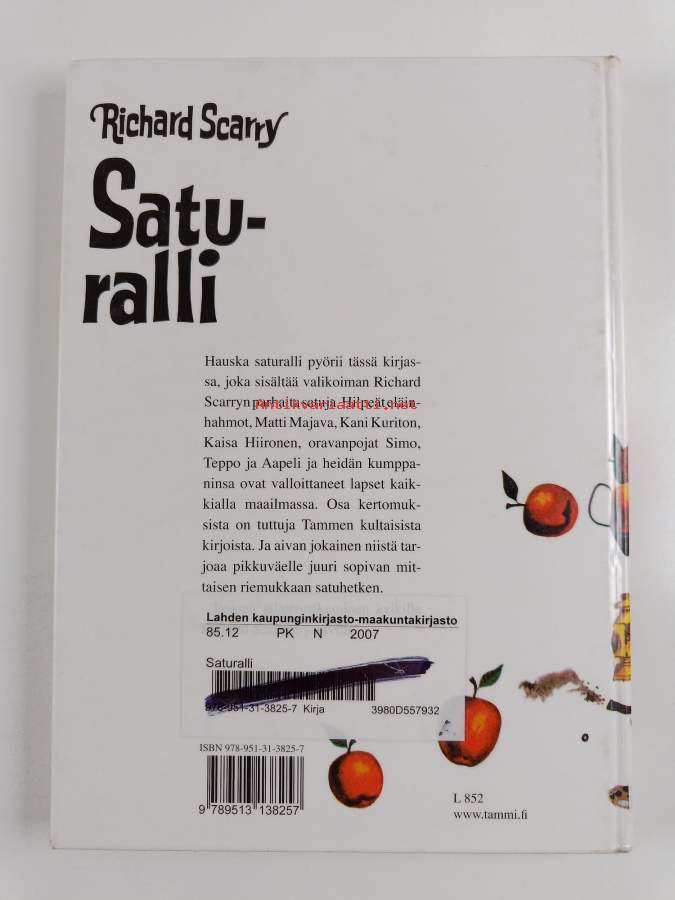 Richard Scarry
Satu-
ralli
Hauska saturalli pyörii tässä kirjas-
sa, joka sisältää valikoiman Richard
Scarryn parhaita satuja. Hilpeät eläin-
Antikvariaatti.net
hahmot, Matti Majava, Kani Kuriton,
Kaisa Hiironen, oravanpojat Simo,
Teppo ja Aapeli ja heidän kumppa-
ninsa ovat valloittaneet lapset kaik-
kialla maailmassa. Osa kertomuk-
sista on tuttuja Tammen kultaisista
kirjoista. Ja aivan jokainen niistä tar-
joaa pikkuväelle juuri sopivan mit-
taisen riemukkaan satuhetken.
Lahden kaupunginkirjasto-maakuntakirjasto
85.12 PK N 2007
Saturalli
978-951-31-3825-7 Kirja 3980D557932
ISBN 978-951-31-3825-7
9 789513 138257
L 852
www.tammi.fi